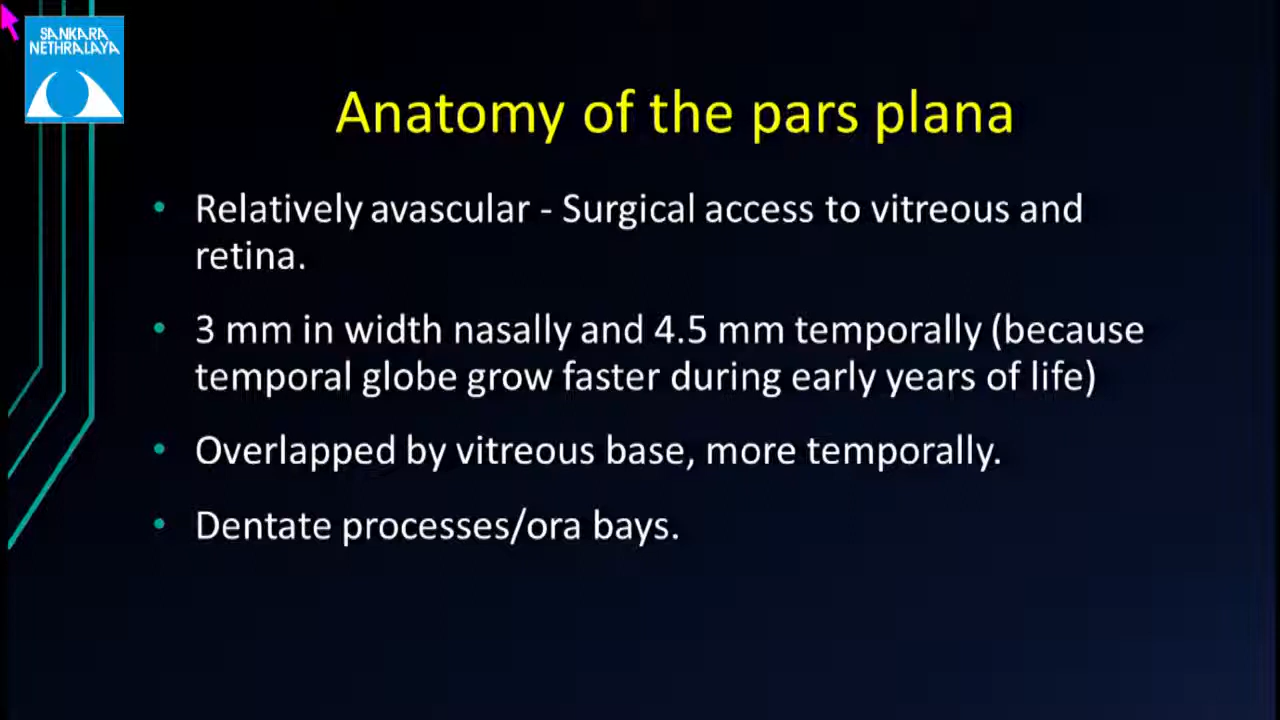 SANKARA
NETHRALAYA
Anatomy of the pars plana
• Relatively avascular - Surgical access to vitreous and
retina.
• 3 mm in width nasally and 4.5 mm temporally (because
temporal globe grow faster during early years of life)
• Overlapped by vitreous base, more temporally.
• Dentate processes/ora bays.